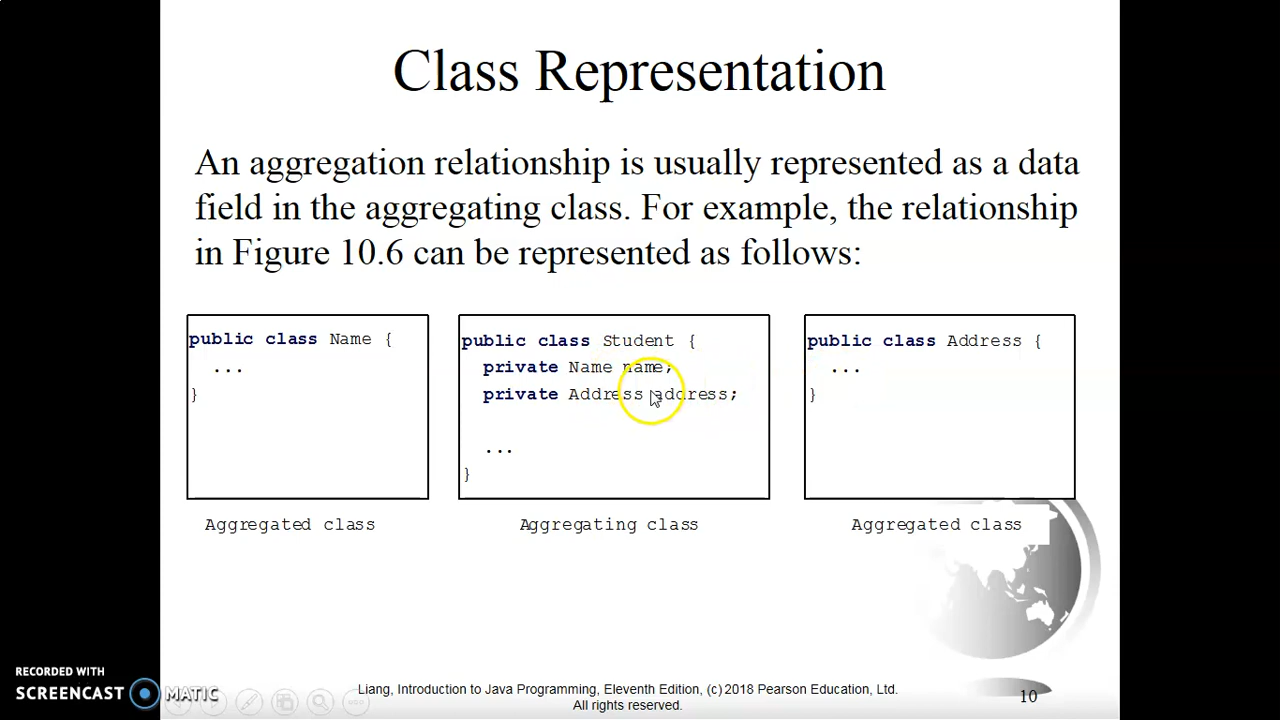 Class Representation
An aggregation relationship is usually represented as a data
field in the aggregating class. For example, the relationship
in Figure 10.6 can be represented as follows:
public class Name {
...
}
Aggregated class
public class Student {
private Name name;
private Address address;
...
}
Aggregating class
public class Address {
...
}
Aggregated class
Liang, Introduction to Java Programming, Eleventh Edition, (c) 2018 Pearson Education, Ltd.
All rights reserved.
10
RECORDED WITH
SCREENCAST MATIC